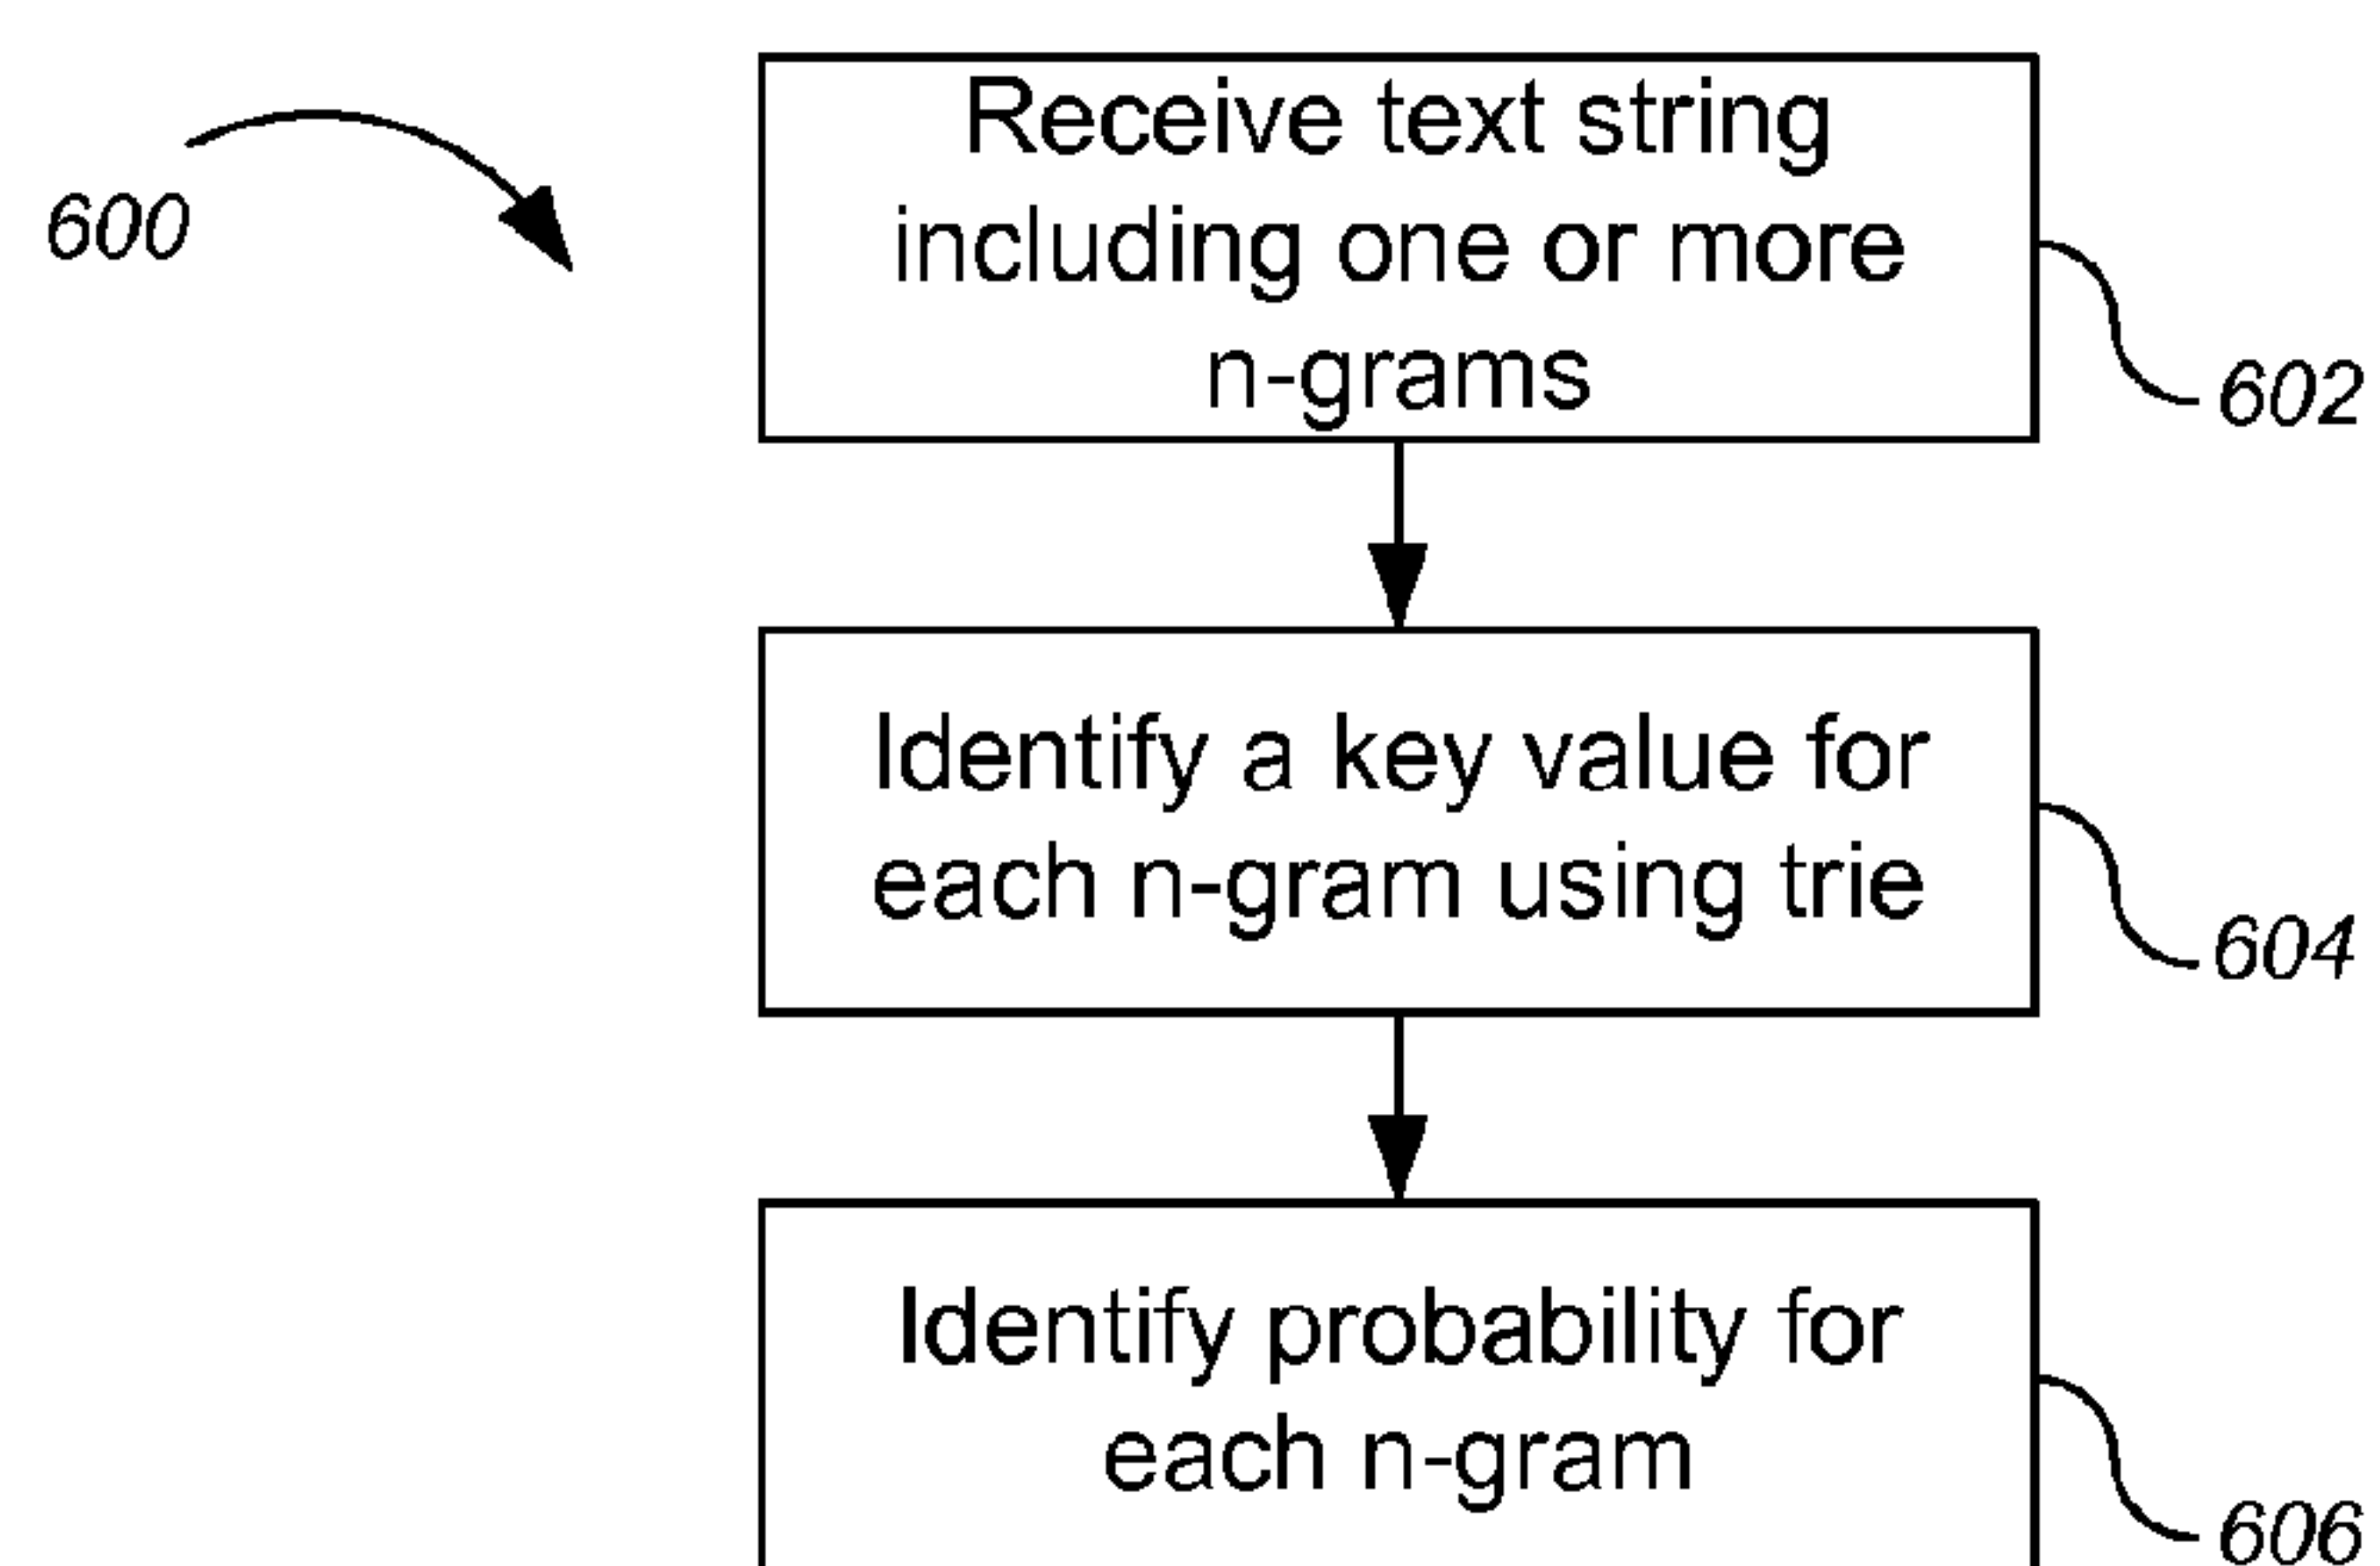 600
Receive text string
including one or more
n-grams
602
Identify a key value for
each n-gram using trie
604
Identify probability for
each n-gram
606